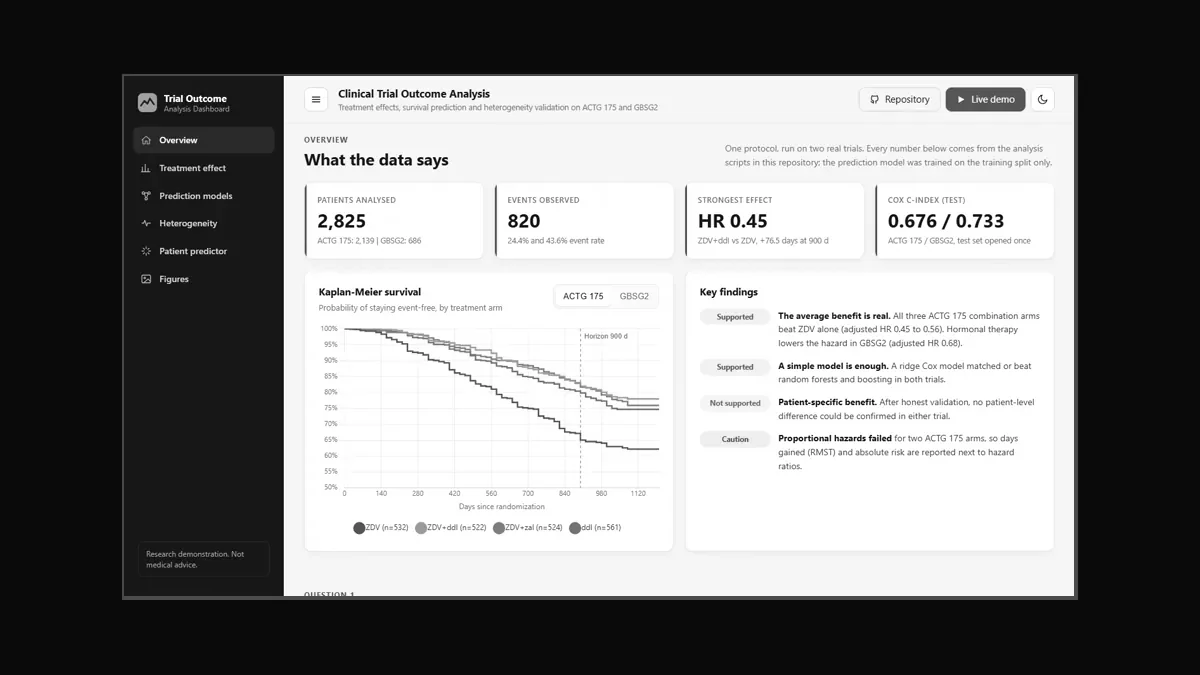 Trial Outcome
Analysis Dashboard
Overview
Treatment effect
Prediction models
Heterogeneity
Patient predictor
Figures
Research demonstration. Not
medical advice.
Clinical Trial Outcome Analysis
Treatment effects, survival prediction and heterogeneity validation on ACTG 175 and GBSG2
Repository
Live demo
OVERVIEW
What the data says
One protocol, run on two real trials. Every number below comes from the analysis
scripts in this repository; the prediction model was trained on the training split only.
PATIENTS ANALYSED
2,825
ACTG 175: 2,139 | GBSG2: 686
EVENTS OBSERVED
820
24.4% and 43.6% event rate
STRONGEST EFFECT
HR 0.45
ZDV+ddI vs ZDV, +76.5 days at 900 d
COX C-INDEX (TEST)
0.676 / 0.733
ACTG 175 / GBSG2, test set opened once
Kaplan-Meier survival
Probability of staying event-free, by treatment arm
ACTG 175
GBSG2
100%
95%
90%
85%
80%
75%
70%
65%
60%
55%
50%
Horizon 900 d
0 140 280 420 560 700 840 980 1120
Days since randomization
ZDV (n=532) ZDV+ddI (n=522) ZDV+zal (n=524) ddI (n=561)
Key findings
Supported
The average benefit is real. All three ACTG 175 combination arms
beat ZDV alone (adjusted HR 0.45 to 0.56). Hormonal therapy
lowers the hazard in GBSG2 (adjusted HR 0.68).
Supported
A simple model is enough. A ridge Cox model matched or beat
random forests and boosting in both trials.
Not supported
Patient-specific benefit. After honest validation, no patient-level
difference could be confirmed in either trial.
Caution
Proportional hazards failed for two ACTG 175 arms, so days
gained (RMST) and absolute risk are reported next to hazard
ratios.
QUESTION 1